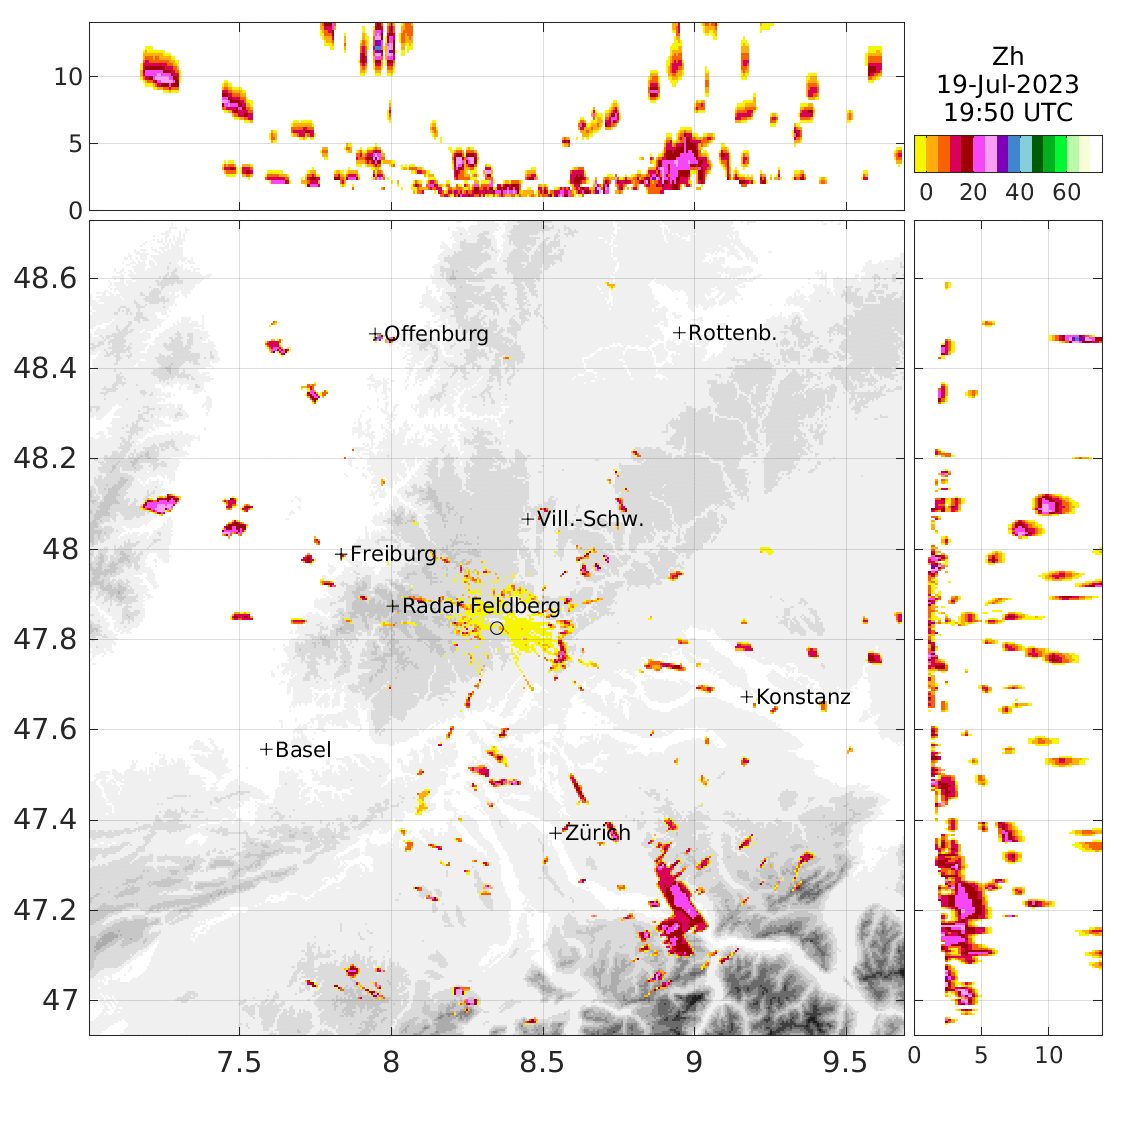 10
5
0
Zh
19-Jul-2023
19:50 UTC
0 20 40 60
48.6
48.4
48.2
48
47.8
47.6
47.4
47.2
47
Offenburg
Rottenb.
Vill.-Schw.
Freiburg
Radar Feldberg
Konstanz
Basel
Zürich
7.5 8 8.5 9 9.5
0 5 10